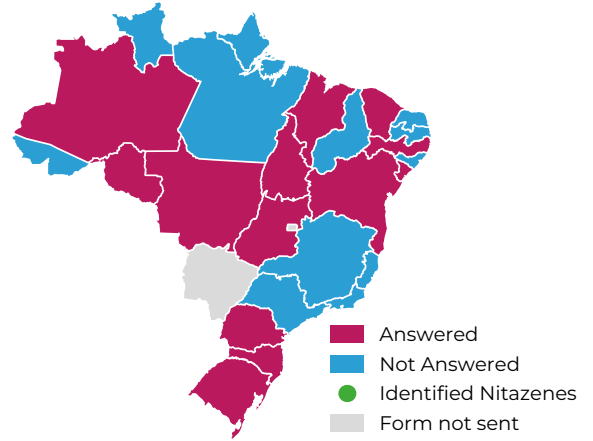 Answered
Not Answered
Identified Nitazenes
Form not sent